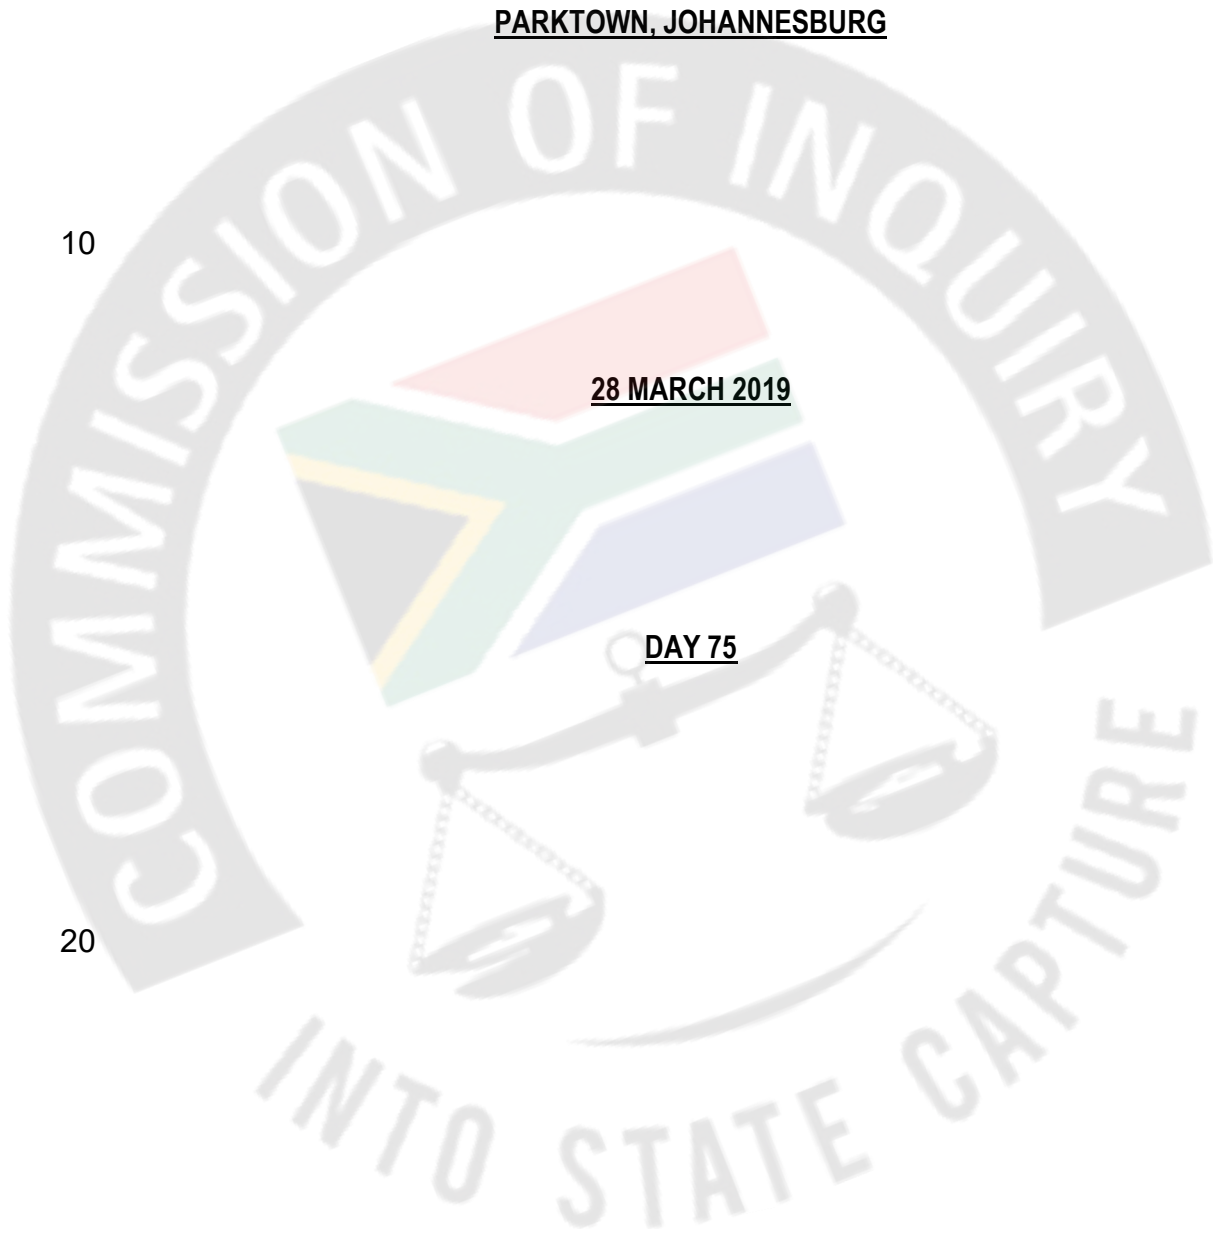 PARKTOWN, JOHANNESBURG
COMMISSION OF INQUIRY
10
28 MARCH 2019
DAY 75
20
INTO STATE CAPTURE